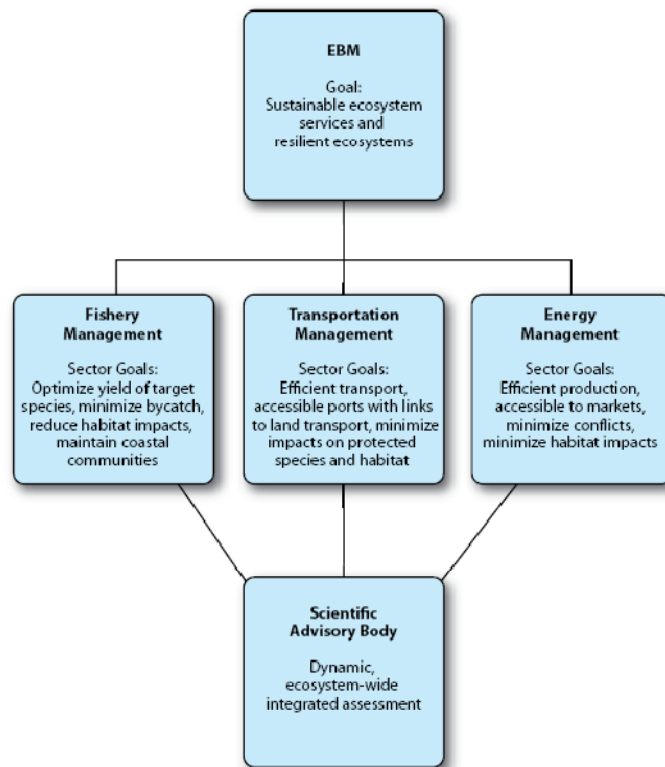 EBM
Goal:
Sustainable ecosystem
services and
resilient ecosystems
Fishery
Management
Sector Goals:
Optimize yield of target
species, minimize bycatch,
reduce habitat impacts,
maintain coastal
communities
Transportation
Management
Sector Goals:
Efficient transport,
accessible ports with links
to land transport, minimize
impacts on protected
species and habitat
Energy
Management
Sector Goals:
Efficient production,
accessible to markets,
minimize conflicts,
minimize habitat impacts
Scientific
Advisory Body
Dynamic,
ecosystem-wide
integrated assessment